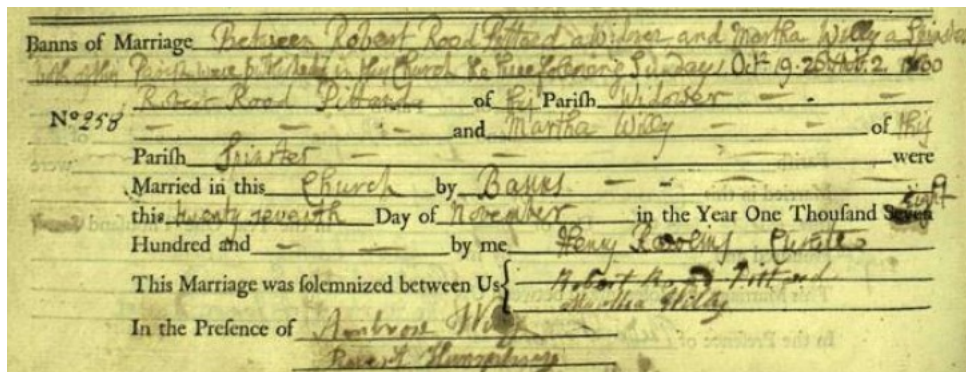 Banns of Marriage Between Robert Rood Pittard a Widower and Martha Willy a Spinster
both of this Parish were published in this Church the three following Sundays Oct 19. 26 Nov. 2. 1800
Robert Rood Pittard of this Parish Widower
No 258 and Martha Willy of this
Pariſh Spinster were
Married in this Church by Banns
this twenty seventh Day of November in the Year One Thouſand Seven Eight
Hundred and by me Henry Rawlins, Curate
This Marriage was ſolemnized between Us { Robert Rood Pittard
Martha Willy
In the Preſence of Ambrose Willy
Robert Humphreys